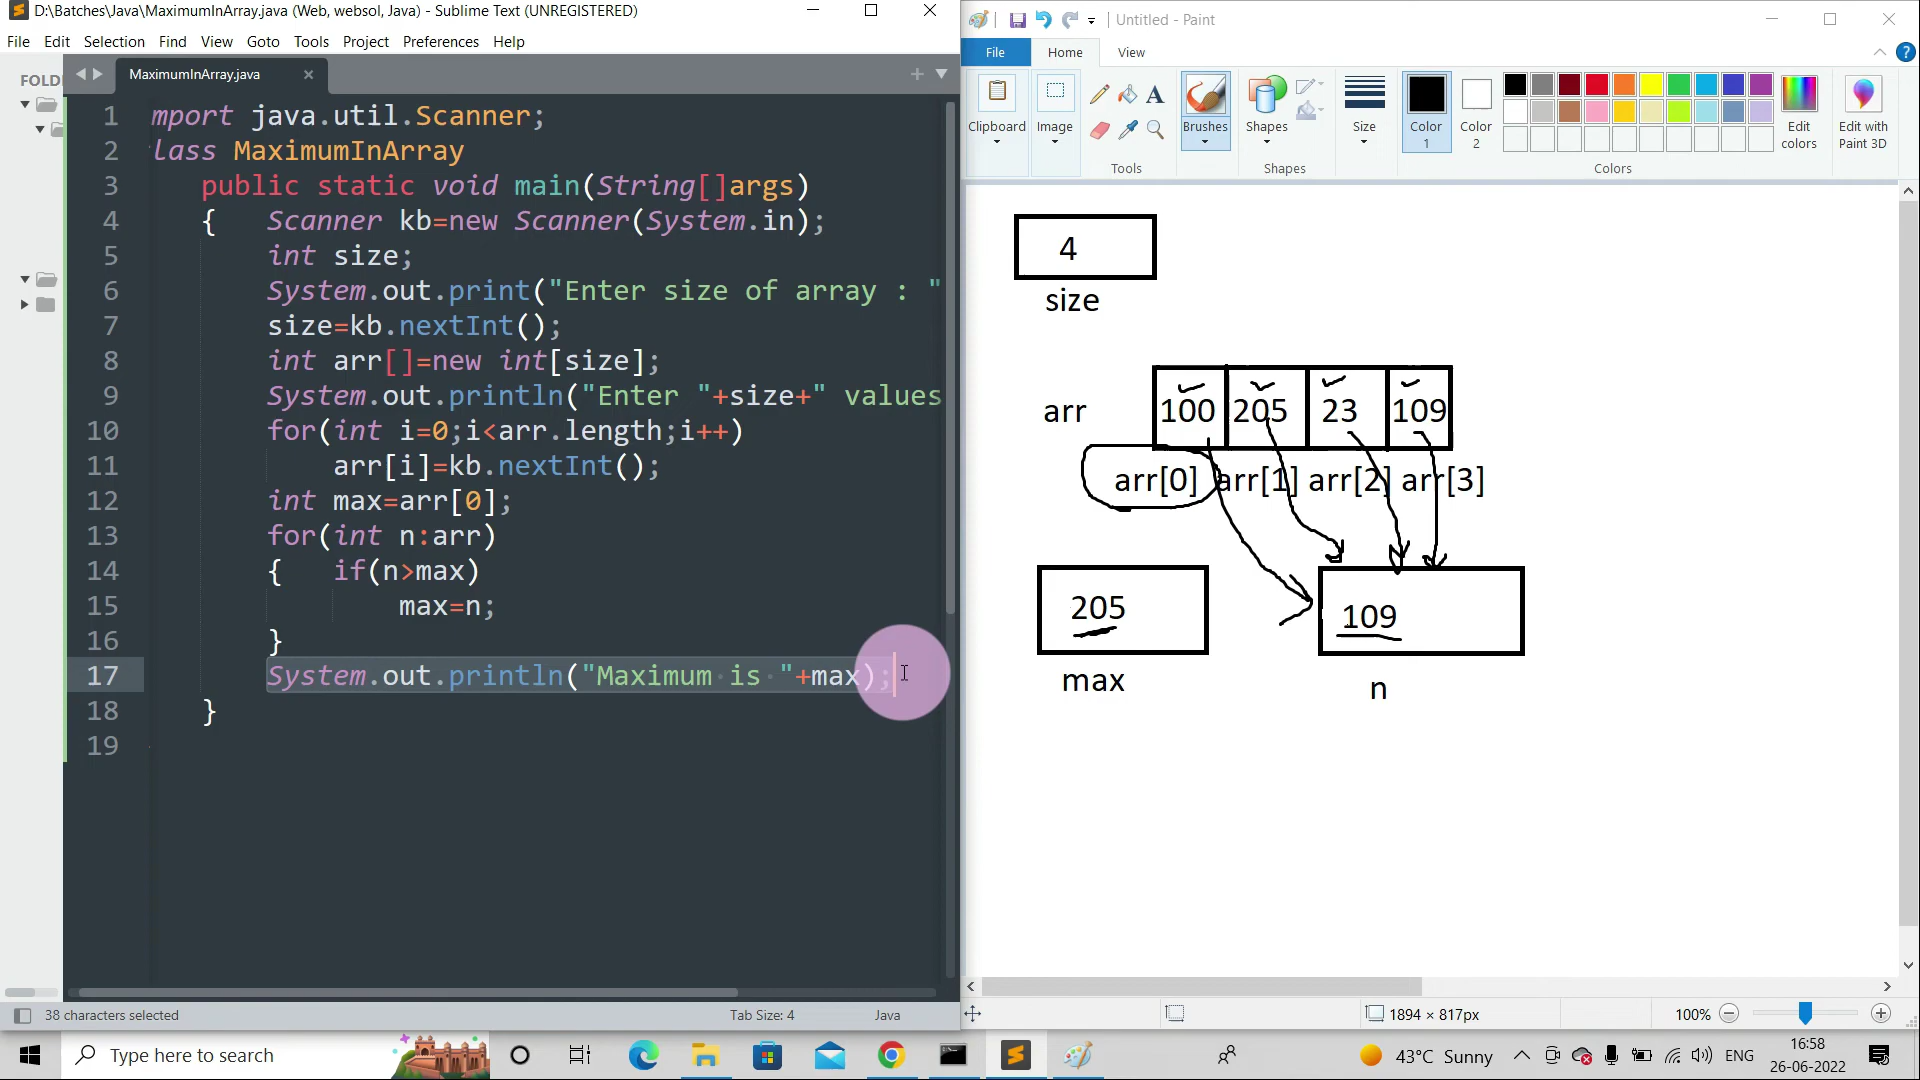 D:\Batches\Java\MaximumInArray.java (Web, websol, Java) - Sublime Text (UNREGISTERED)
File Edit Selection Find View Goto Tools Project Preferences Help
FOLDE
MaximumInArray.java
1 mport java.util.Scanner;
2 lass MaximumInArray
3 public static void main(String[]args)
4 { Scanner kb=new Scanner(System.in);
5 int size;
6 System.out.print("Enter size of array : "
7 size=kb.nextInt();
8 int arr[]=new int[size];
9 System.out.println("Enter "+size+" values
10 for(int i=0;i<arr.length;i++)
11 arr[i]=kb.nextInt();
12 int max=arr[0];
13 for(int n:arr)
14 { if(n>max)
15 max=n;
16 }
17 System.out.println("Maximum is "+max);
18 }
19
38 characters selected
Tab Size: 4
Java
Untitled - Paint
File Home View
Clipboard
Image
Tools
Brushes
Shapes
Shapes
Size
Color 1
Color 2
Edit colors
Edit with Paint 3D
Colors
4
size
arr
100 205 23 109
arr[0] arr[1] arr[2] arr[3]
205
max
109
n
1894 × 817px
100%
Type here to search
43°C Sunny
ENG
16:58
26-06-2022